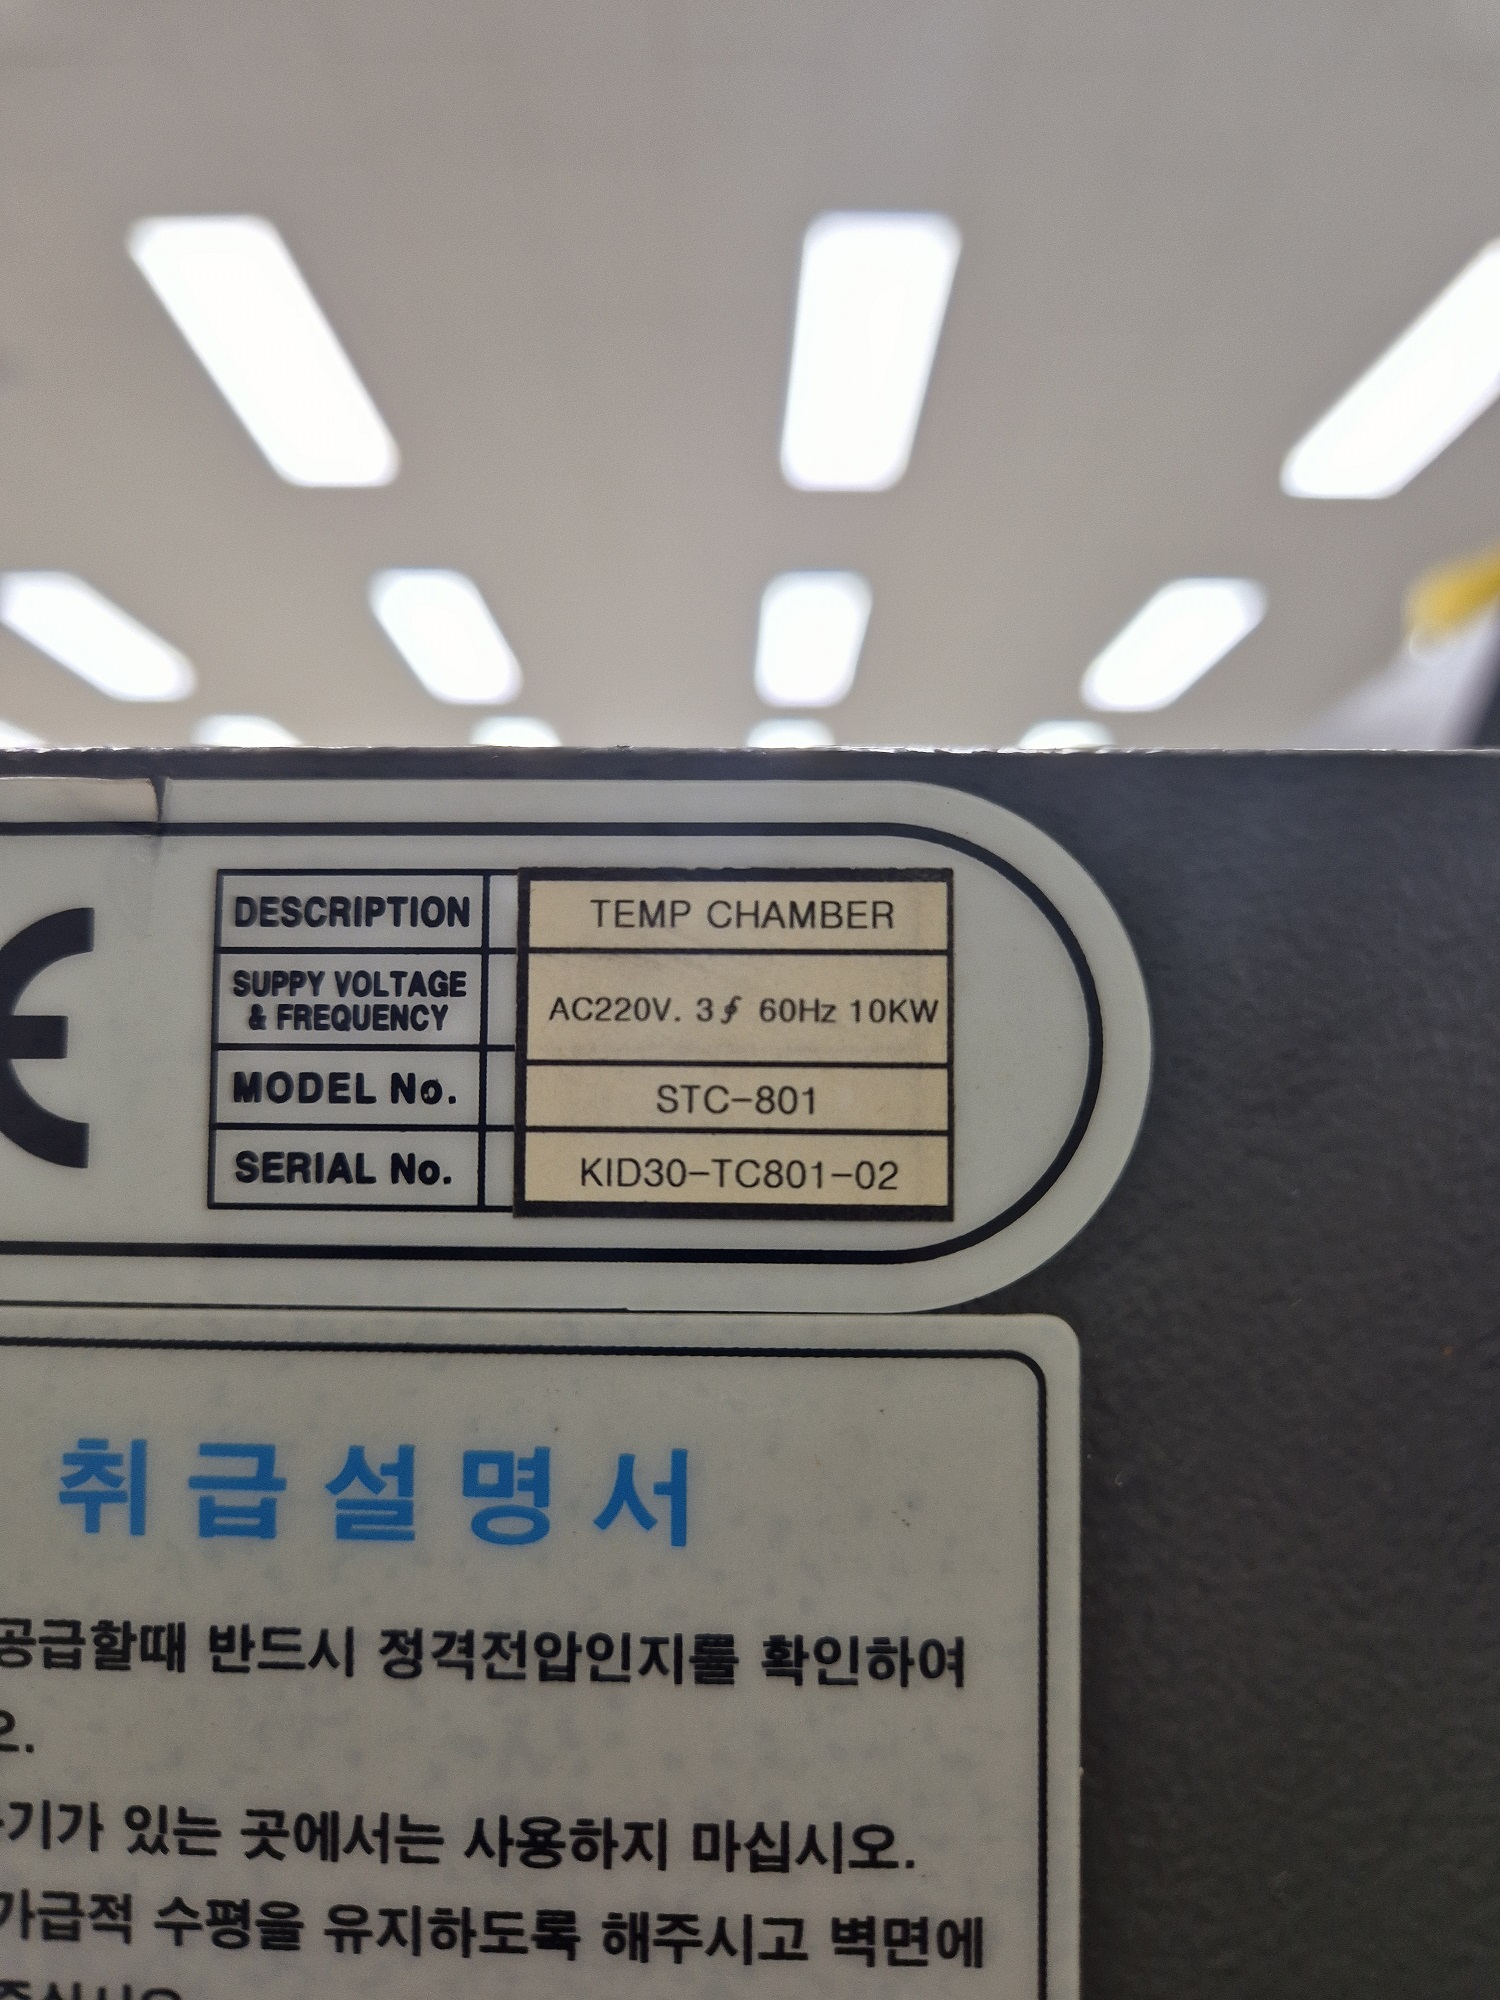 CE
DESCRIPTION TEMP CHAMBER
SUPPY VOLTAGE
& FREQUENCY
AC220V. 3∮ 60Hz 10KW
MODEL No. STC-801
SERIAL No. KID30-TC801-02
취급설명서
공급할때 반드시 정격전압인지를 확인하여
오.
기가 있는 곳에서는 사용하지 마십시오.
가급적 수평을 유지하도록 해주시고 벽면에